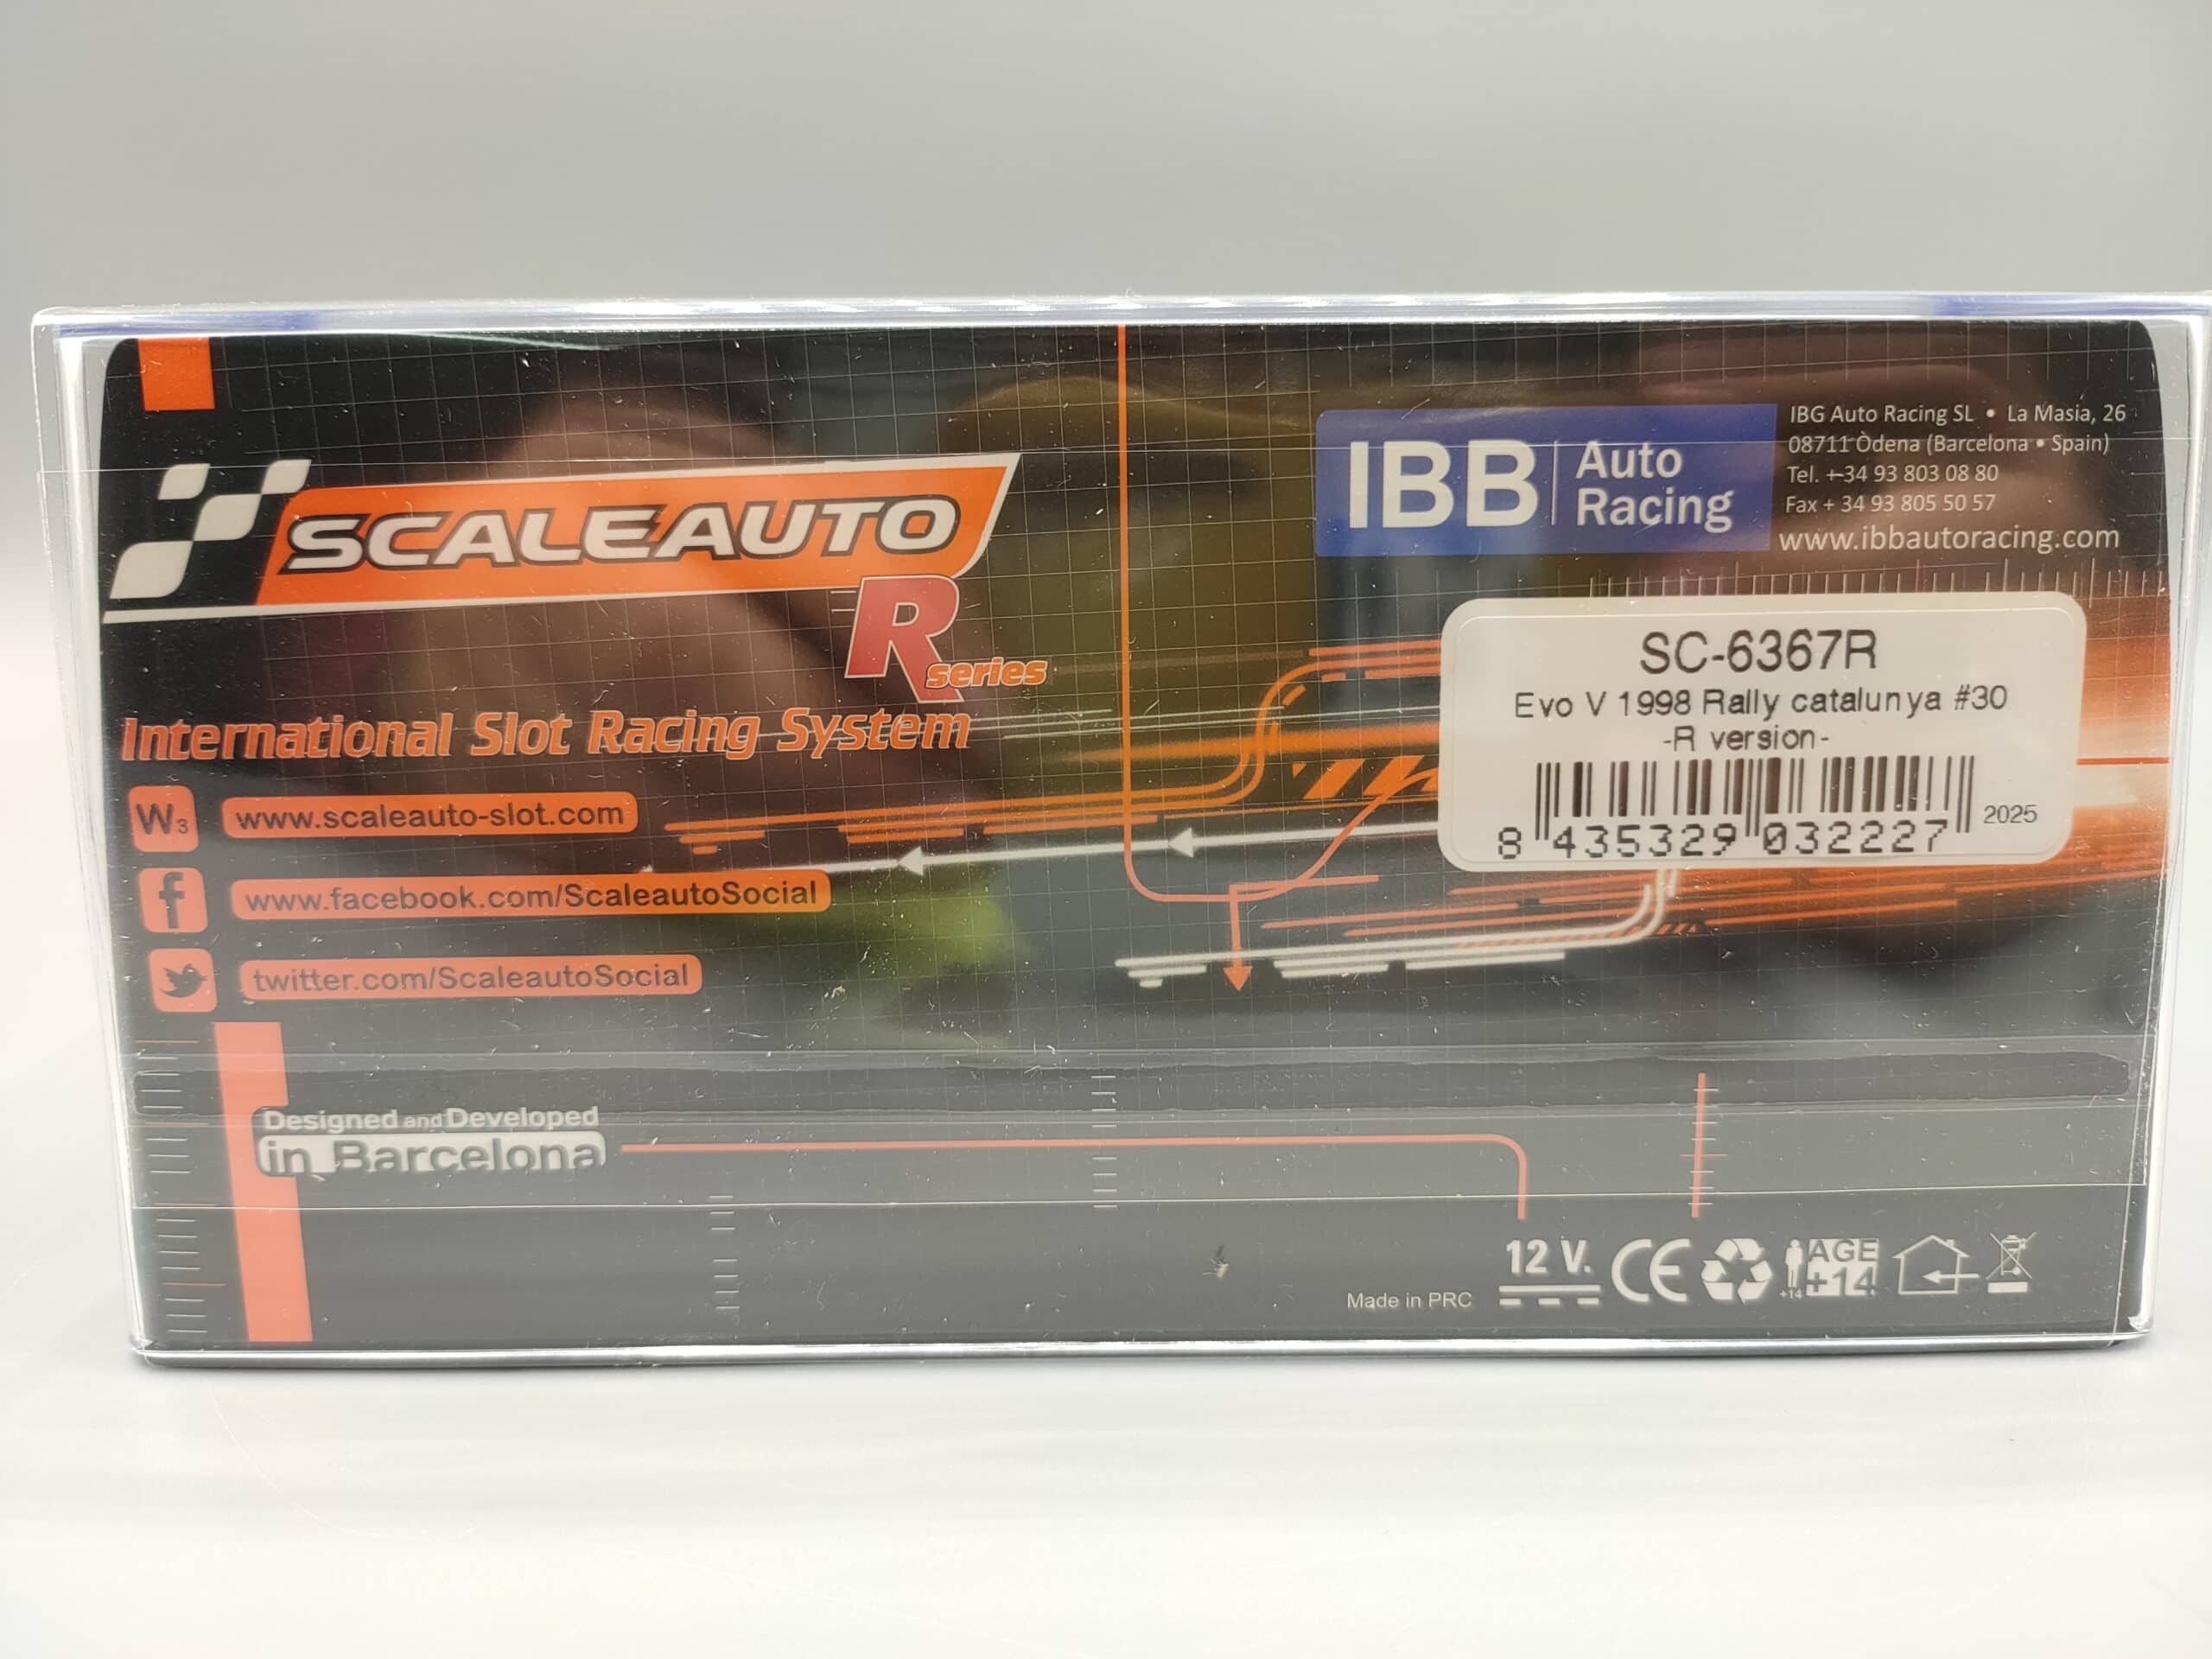 SCALEAUTO
R series
International Slot Racing System
W3 www.scaleauto-slot.com
f www.facebook.com/ScaleautoSocial
twitter.com/ScaleautoSocial
Designed and Developed
in Barcelona
IBB Auto Racing
IBG Auto Racing SL • La Masia, 26
08711 Òdena (Barcelona • Spain)
Tel. +34 93 803 08 80
Fax + 34 93 805 50 57
www.ibbautoracing.com
SC-6367R
Evo V 1998 Rally catalunya #30
-R version-
8 435329 032227 2025
Made in PRC
12 V.
CE
+14
AGE
+14